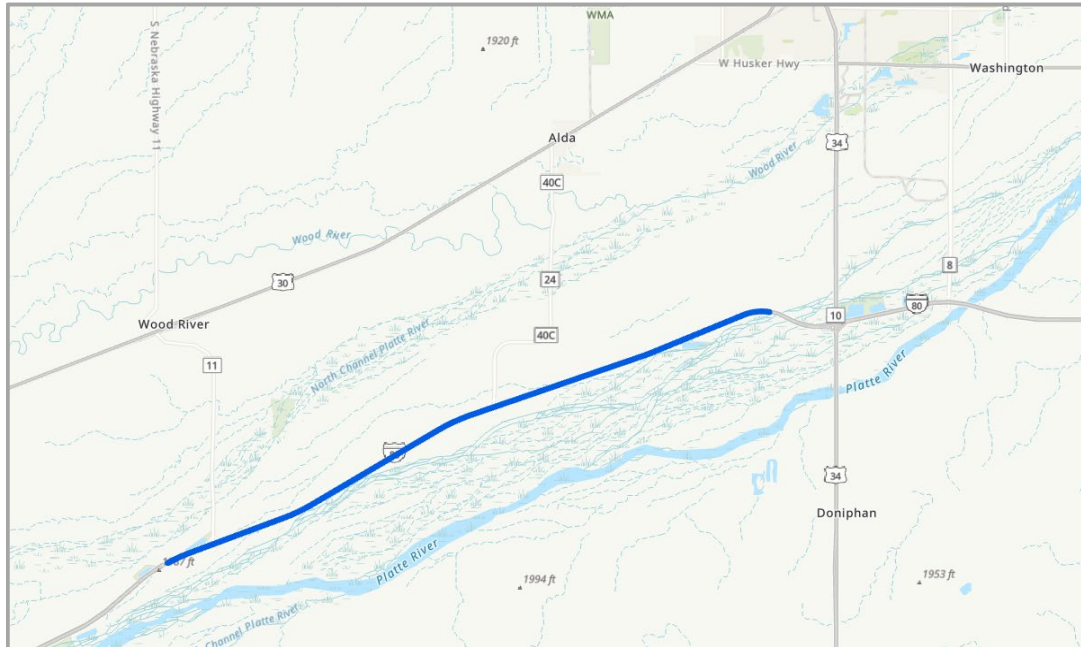 S Nebraska Highway 11
1920 ft
WMA
W Husker Hwy
Washington
Alda
34
40C
Wood River
Wood River
24
8
30
80
10
Wood River
40C
11
North Channel Platte River
Platte River
34
Doniphan
Platte River
1994 ft
1953 ft
Channel Platte River